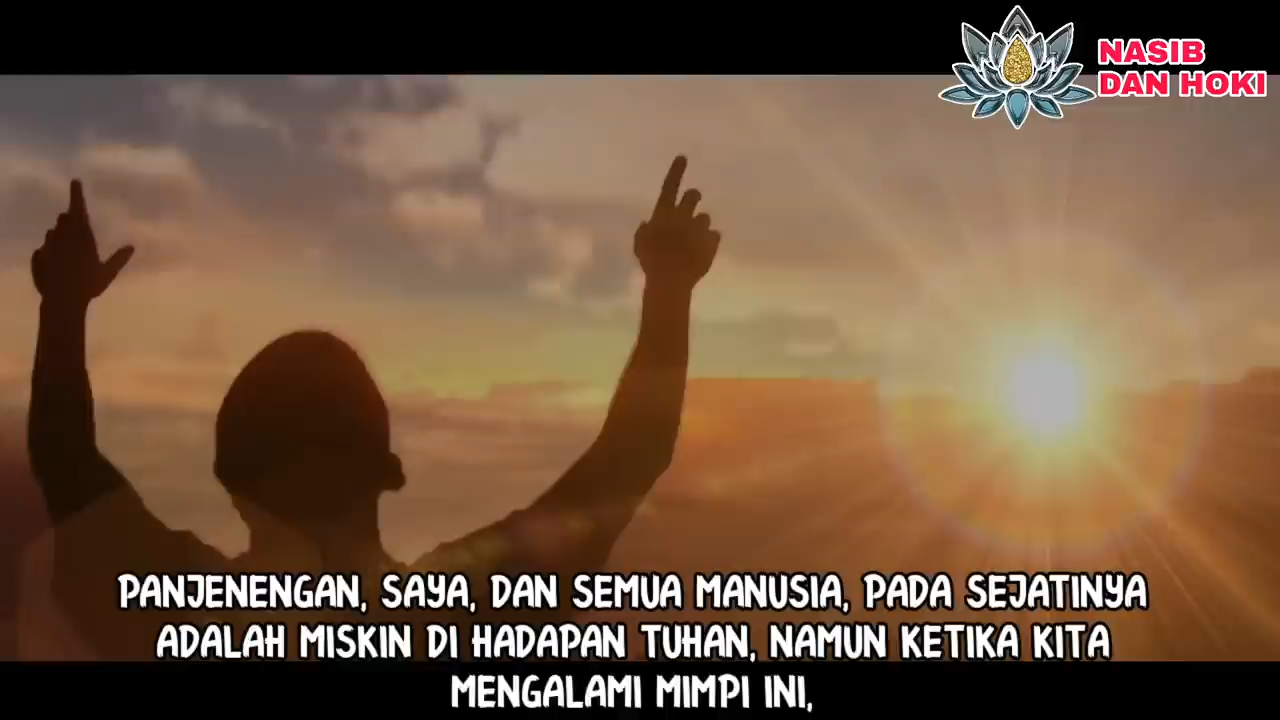 NASIB
DAN HOKI
PANJENENGAN, SAYA, DAN SEMUA MANUSIA, PADA SEJATINYA
ADALAH MISKIN DI HADAPAN TUHAN, NAMUN KETIKA KITA
MENGALAMI MIMPI INI,